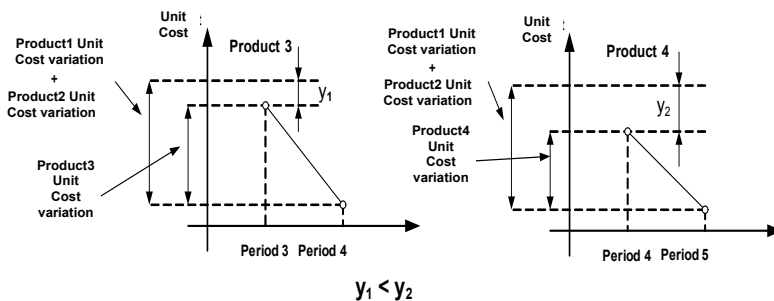 Unit
Cost
Product 3
Product1 Unit
Cost variation
+
Product2 Unit
Cost variation
y1
Product3
Unit
Cost
variation
Period 3 Period 4
Unit
Cost
Product 4
Product1 Unit
Cost variation
+
Product2 Unit
Cost variation
y2
Product4
Unit
Cost
variation
Period 4 Period 5
y1 < y2